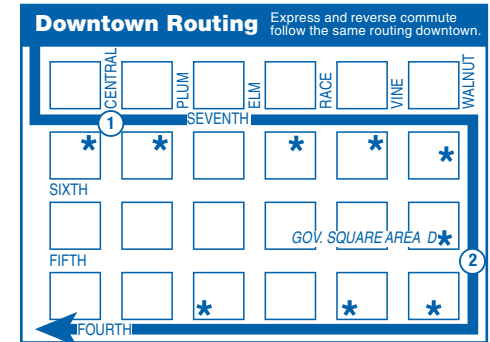 Downtown Routing
Express and reverse commute
follow the same routing downtown.
CENTRAL
PLUM
ELM
RACE
VINE
WALNUT
1
SEVENTH
*
*
*
*
*
SIXTH
GOV. SQUARE AREA D*
FIFTH
2
*
*
*
FOURTH